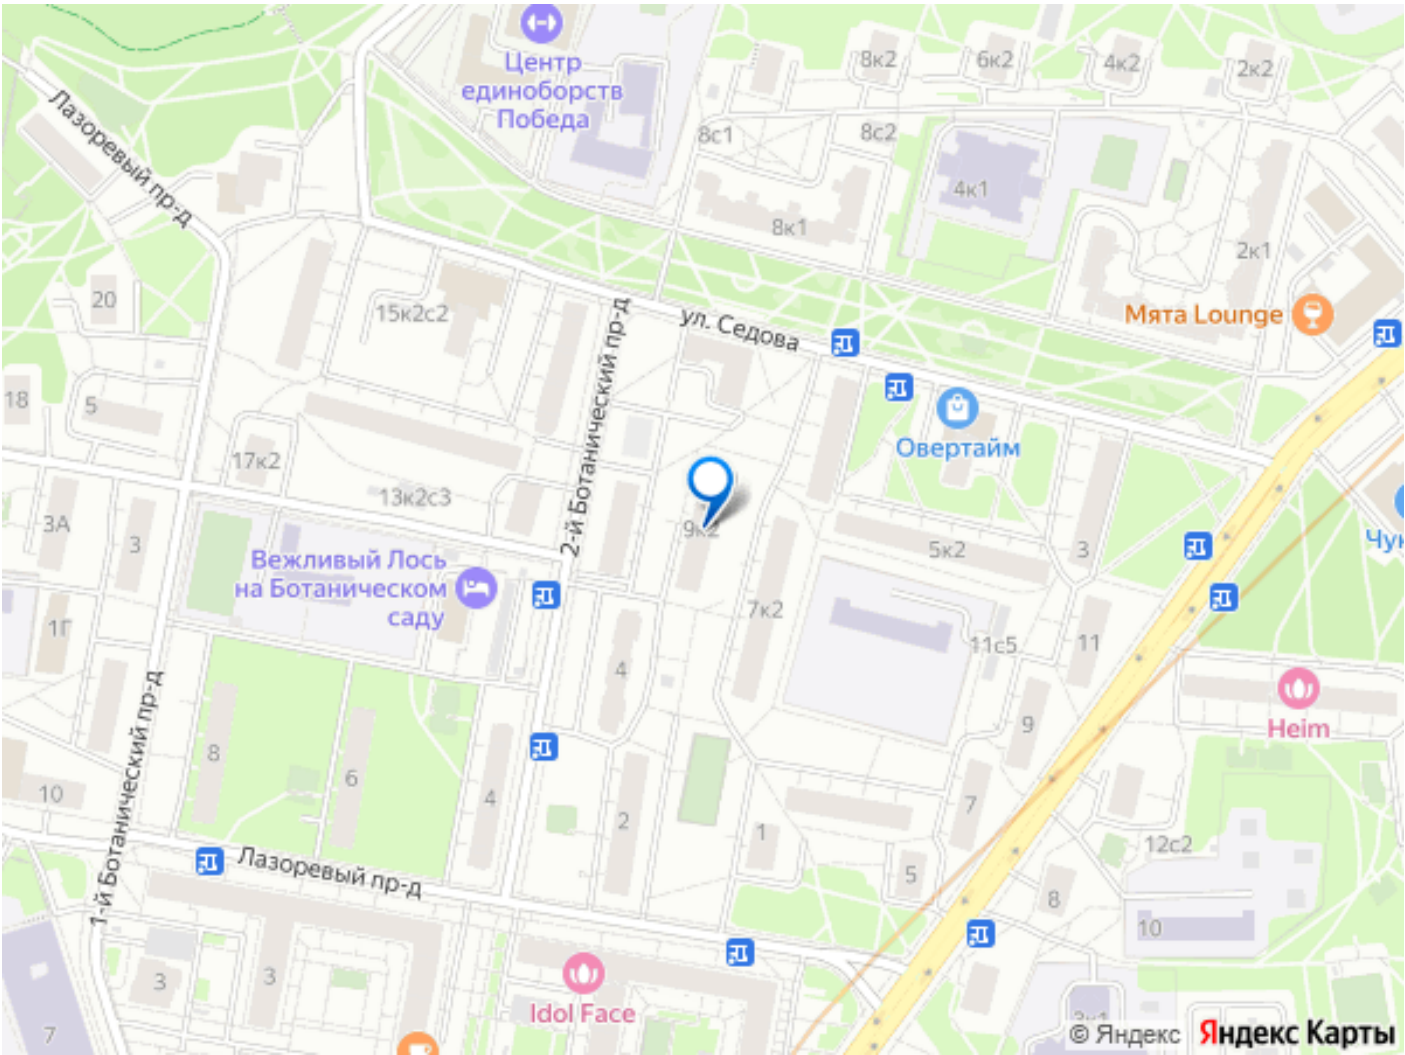 Центр
единоборств
Победа
8к2
6к2
4к2
2к2
Лазоревый пр-д
8с1
8с2
4к1
8к1
2к1
20
15к2с2
ул. Седова
Мята Lounge
2-й Ботанический пр-д
18
5
Овертайм
17к2
13к2с3
3А
3
9к2
5к2
3
Чук
Вежливый Лось
на Ботаническом
саду
1Г
7к2
11с5
11
4
1-й Ботанический пр-д
9
Heim
8
6
4
10
2
1
7
12с2
Лазоревый пр-д
5
8
10
3
3
Idol Face
7
3к1
© Яндекс
Яндекс Карты